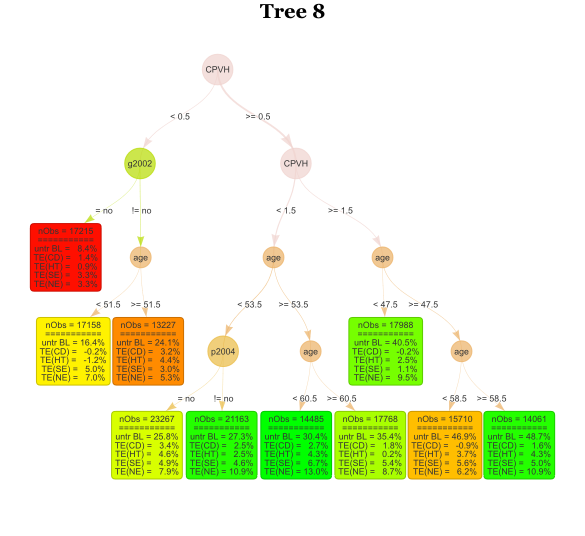 Tree 8
CPVH
< 0.5
>= 0.5
g2002
CPVH
= no
!= no
< 1.5
>= 1.5
nObs = 17215
===========
untr BL = 8.4%
TE(CD) = 1.4%
TE(HT) = 0.9%
TE(SE) = 3.3%
TE(NE) = 3.3%
age
age
age
< 51.5
>= 51.5
< 53.5
>= 53.5
< 47.5
>= 47.5
nObs = 17158
===========
untr BL = 16.4%
TE(CD) = -0.2%
TE(HT) = -1.2%
TE(SE) = 5.0%
TE(NE) = 7.0%
nObs = 13227
===========
untr BL = 24.1%
TE(CD) = 3.2%
TE(HT) = 4.4%
TE(SE) = 3.0%
TE(NE) = 5.3%
p2004
age
nObs = 17988
===========
untr BL = 40.5%
TE(CD) = -0.2%
TE(HT) = 2.5%
TE(SE) = 1.1%
TE(NE) = 9.5%
age
= no
!= no
< 60.5
>= 60.5
< 58.5
>= 58.5
nObs = 23267
===========
untr BL = 25.8%
TE(CD) = 3.4%
TE(HT) = 4.6%
TE(SE) = 4.9%
TE(NE) = 7.9%
nObs = 21163
===========
untr BL = 27.3%
TE(CD) = 2.5%
TE(HT) = 2.5%
TE(SE) = 4.6%
TE(NE) = 10.9%
nObs = 14485
===========
untr BL = 30.4%
TE(CD) = 2.7%
TE(HT) = 4.3%
TE(SE) = 6.7%
TE(NE) = 13.0%
nObs = 17768
===========
untr BL = 35.4%
TE(CD) = 1.8%
TE(HT) = 0.2%
TE(SE) = 5.4%
TE(NE) = 8.7%
nObs = 15710
===========
untr BL = 46.9%
TE(CD) = -0.9%
TE(HT) = 3.7%
TE(SE) = 5.6%
TE(NE) = 6.2%
nObs = 14061
===========
untr BL = 48.7%
TE(CD) = 1.6%
TE(HT) = 4.3%
TE(SE) = 5.0%
TE(NE) = 10.9%